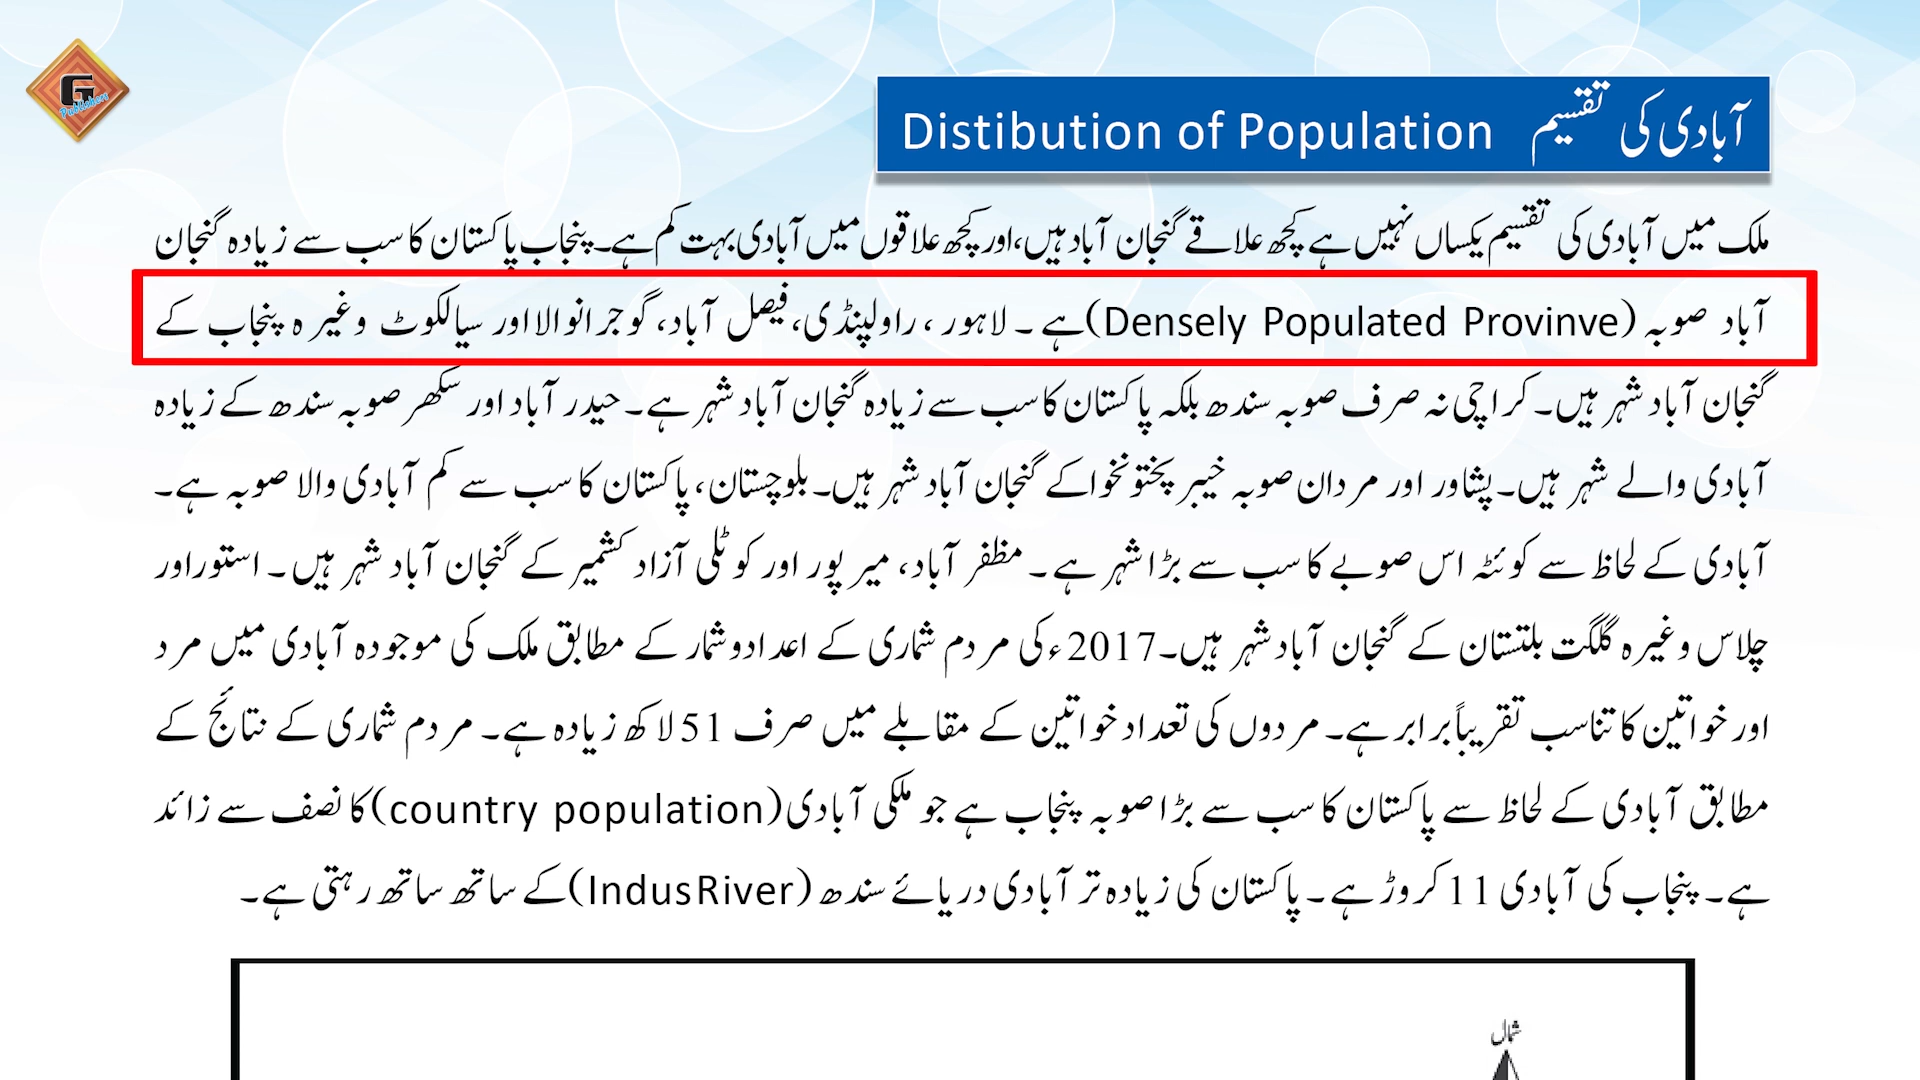 G
Publishers
آبادی کی تقسیم Distibution of Population
ملک میں آبادی کی تقسیم یکساں نہیں ہے کچھ علاقے گنجان آباد ہیں، اور کچھ علاقوں میں آبادی بہت کم ہے۔ پنجاب پاکستان کا سب سے زیادہ گنجان
آباد صوبہ (Densely Populated Provinve) ہے ۔ لاہور ، راولپنڈی، فیصل آباد، گوجرانوالا اور سیالکوٹ وغیرہ پنجاب کے
گنجان آباد شہر ہیں۔ کراچی نہ صرف صوبہ سندھ بلکہ پاکستان کا سب سے زیادہ گنجان آباد شہر ہے۔ حیدر آباد اور سکھر صوبہ سندھ کے زیادہ
آبادی والے شہر ہیں۔ پشاور اور مردان صوبہ خیبر پختونخوا کے گنجان آباد شہر ہیں۔ بلوچستان، پاکستان کا سب سے کم آبادی والا صوبہ ہے۔
آبادی کے لحاظ سے کوئٹہ اس صوبے کا سب سے بڑا شہر ہے۔ مظفر آباد، میر پور اور کوٹلی آزاد کشمیر کے گنجان آباد شہر ہیں۔ استور اور
چلاس وغیرہ گلگت بلتستان کے گنجان آباد شہر ہیں۔ 2017ء کی مردم شماری کے اعداد و شمار کے مطابق ملک کی موجودہ آبادی میں مرد
اور خواتین کا تناسب تقریباً برابر ہے۔ مردوں کی تعداد خواتین کے مقابلے میں صرف 51 لاکھ زیادہ ہے۔ مردم شماری کے نتائج کے
مطابق آبادی کے لحاظ سے پاکستان کا سب سے بڑا صوبہ پنجاب ہے جو ملکی آبادی (country population) کا نصف سے زائد
ہے۔ پنجاب کی آبادی 11 کروڑ ہے۔ پاکستان کی زیادہ تر آبادی دریائے سندھ (Indus River) کے ساتھ ساتھ رہتی ہے۔
شمال